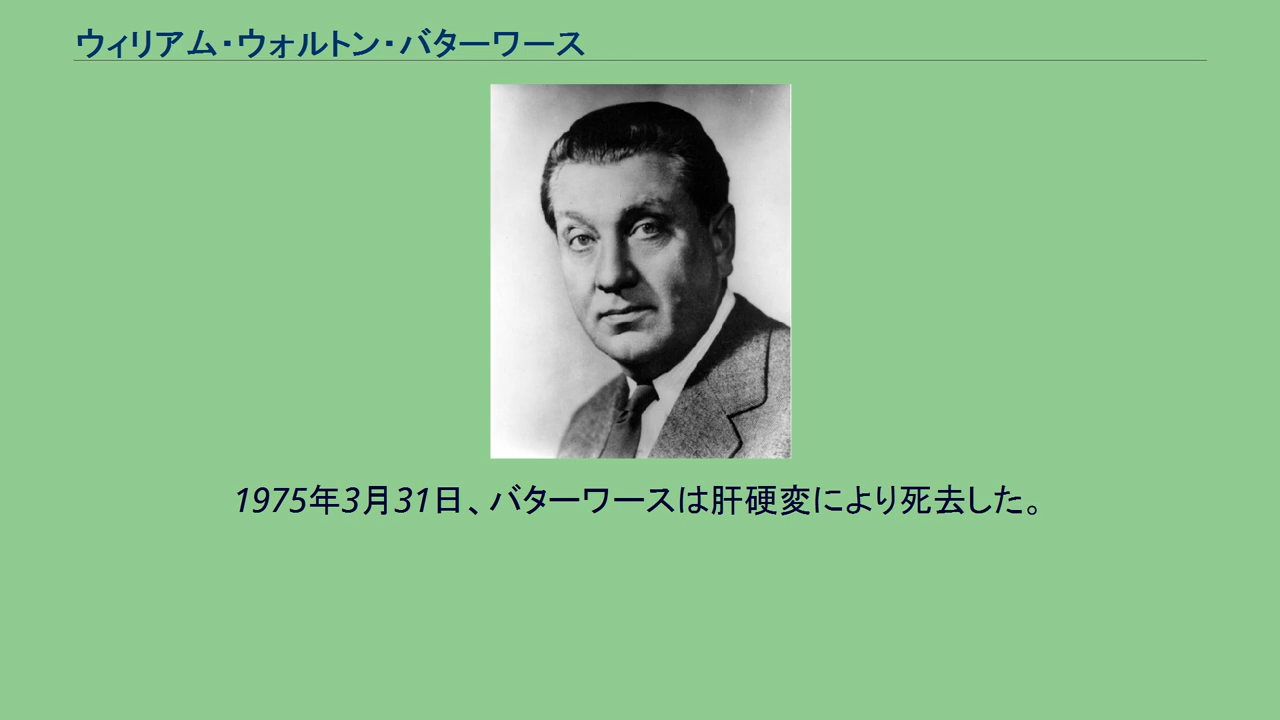 ウィリアム・ウォルトン・バターワース
1975年3月31日、バターワースは肝硬変により死去した。